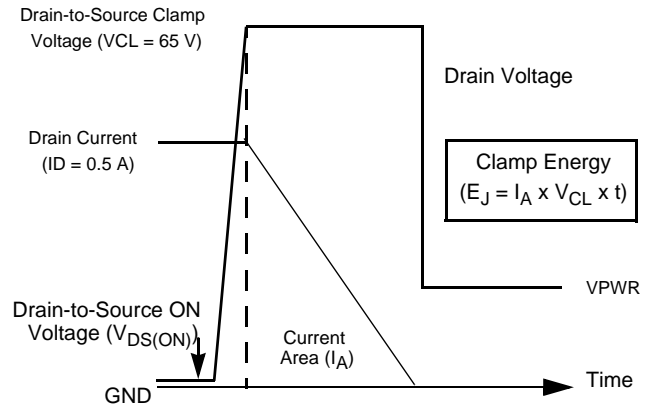 Drain-to-Source Clamp
Voltage (VCL = 65 V)
Drain Voltage
Drain Current
(ID = 0.5 A)
Clamp Energy
(EJ = IA x VCL x t)
VPWR
Drain-to-Source ON
Voltage (VDS(ON))
Current
Area (IA)
GND
Time